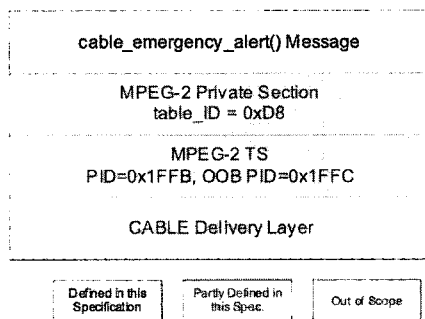 cable_emergency_alert() Message
MPEG-2 Private Section
table_ID = 0xD8
MPEG-2 TS
PID=0x1FFB, OOB PID=0x1FFC
CABLE Delivery Layer
Defined in this
Specification
Partly Defined in
this Spec.
Out of Scope